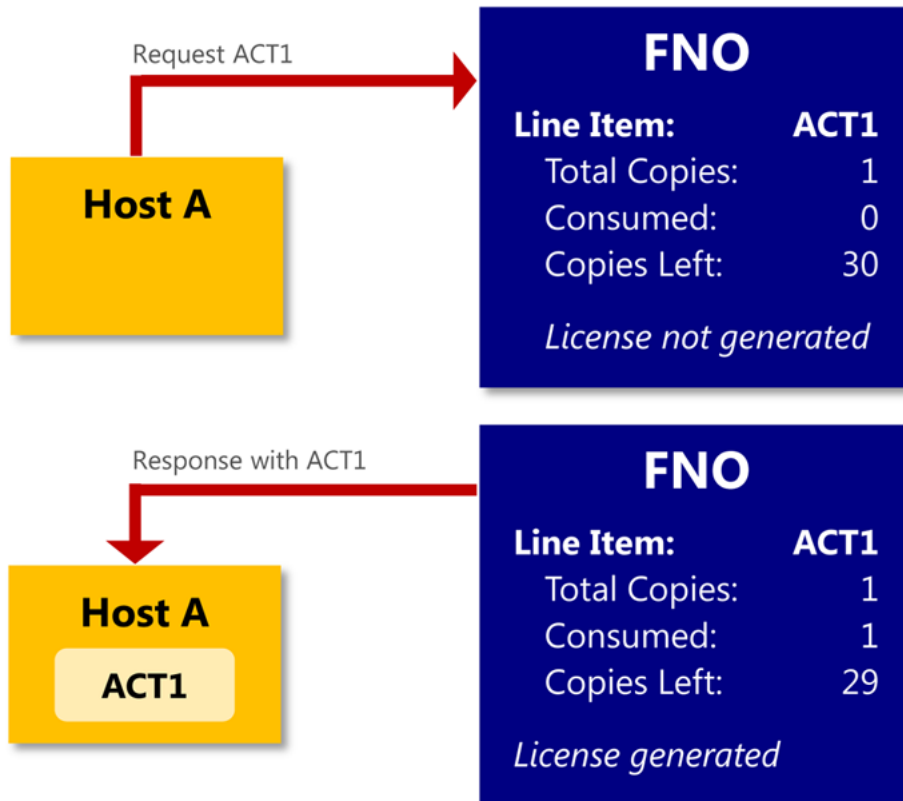 Request ACT1
Host A
FNO
Line Item: ACT1
Total Copies: 1
Consumed: 0
Copies Left: 30
License not generated
Response with ACT1
Host A
ACT1
FNO
Line Item: ACT1
Total Copies: 1
Consumed: 1
Copies Left: 29
License generated